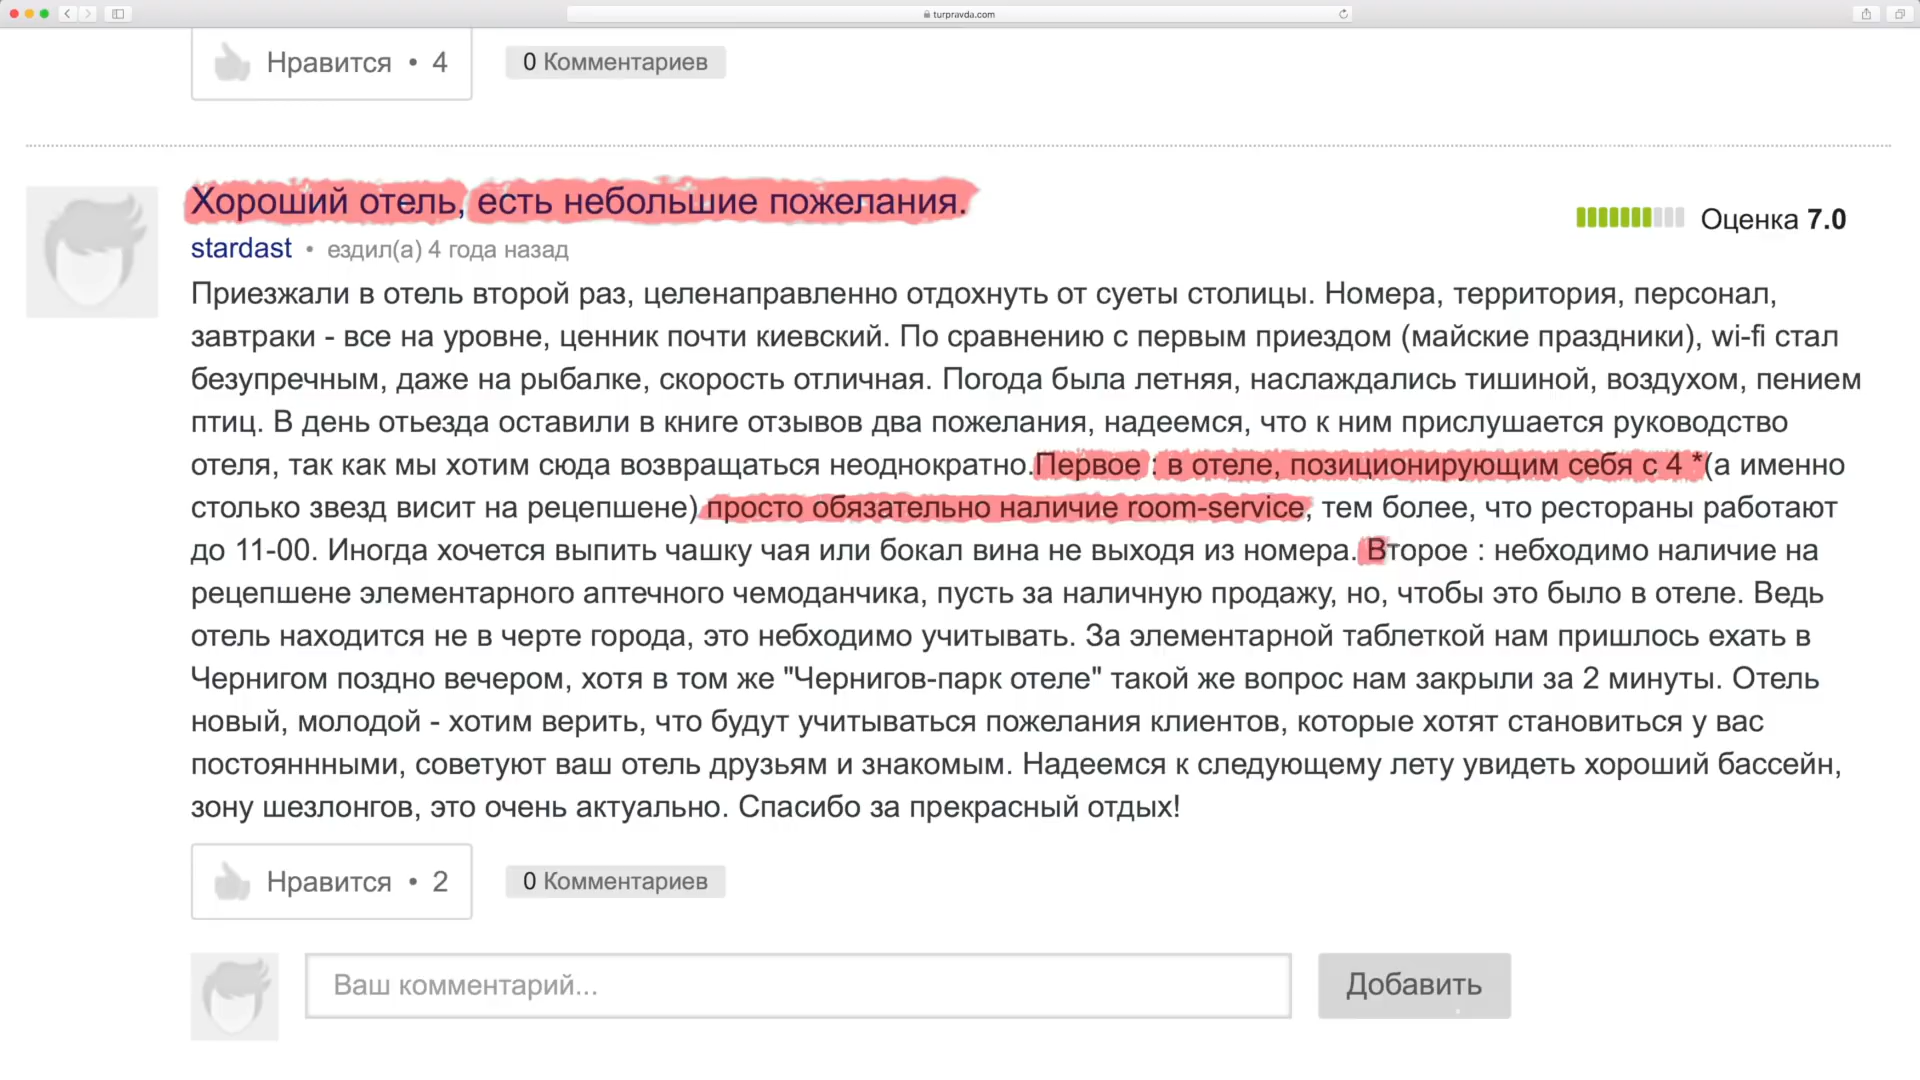 turpravda.com
Нравится • 4
0 Комментариев
Хороший отель, есть небольшие пожелания.
Оценка 7.0
stardast • ездил(а) 4 года назад
Приезжали в отель второй раз, целенаправленно отдохнуть от суеты столицы. Номера, территория, персонал,
завтраки - все на уровне, ценник почти киевский. По сравнению с первым приездом (майские праздники), wi-fi стал
безупречным, даже на рыбалке, скорость отличная. Погода была летняя, наслаждались тишиной, воздухом, пением
птиц. В день отьезда оставили в книге отзывов два пожелания, надеемся, что к ним прислушается руководство
отеля, так как мы хотим сюда возвращаться неоднократно.Первое : в отеле, позиционирующим себя с 4 *(а именно
столько звезд висит на рецепшене) просто обязательно наличие room-service, тем более, что рестораны работают
до 11-00. Иногда хочется выпить чашку чая или бокал вина не выходя из номера. Второе : небходимо наличие на
рецепшене элементарного аптечного чемоданчика, пусть за наличную продажу, но, чтобы это было в отеле. Ведь
отель находится не в черте города, это небходимо учитывать. За элементарной таблеткой нам пришлось ехать в
Чернигом поздно вечером, хотя в том же "Чернигов-парк отеле" такой же вопрос нам закрыли за 2 минуты. Отель
новый, молодой - хотим верить, что будут учитываться пожелания клиентов, которые хотят становиться у вас
постояннными, советуют ваш отель друзьям и знакомым. Надеемся к следующему лету увидеть хороший бассейн,
зону шезлонгов, это очень актуально. Спасибо за прекрасный отдых!
Нравится • 2
0 Комментариев
Ваш комментарий...
Добавить